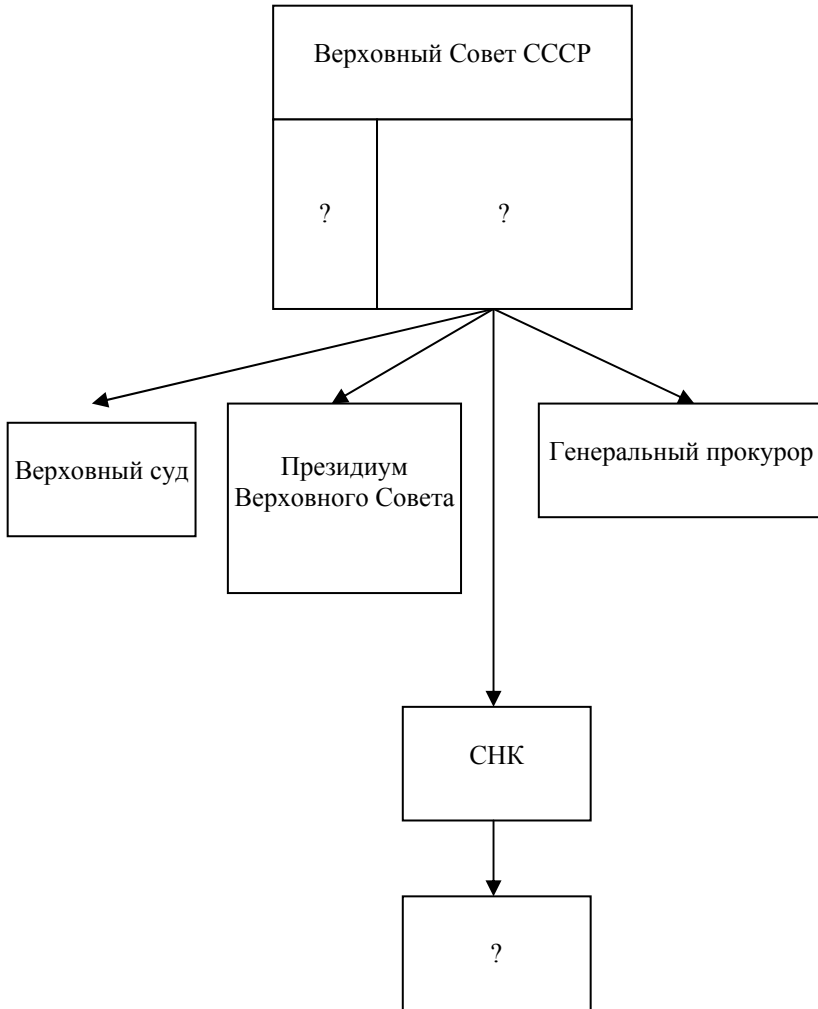 Верховный Совет СССР
?
?
Верховный суд
Президиум
Верховного Совета
Генеральный прокурор
СНК
?